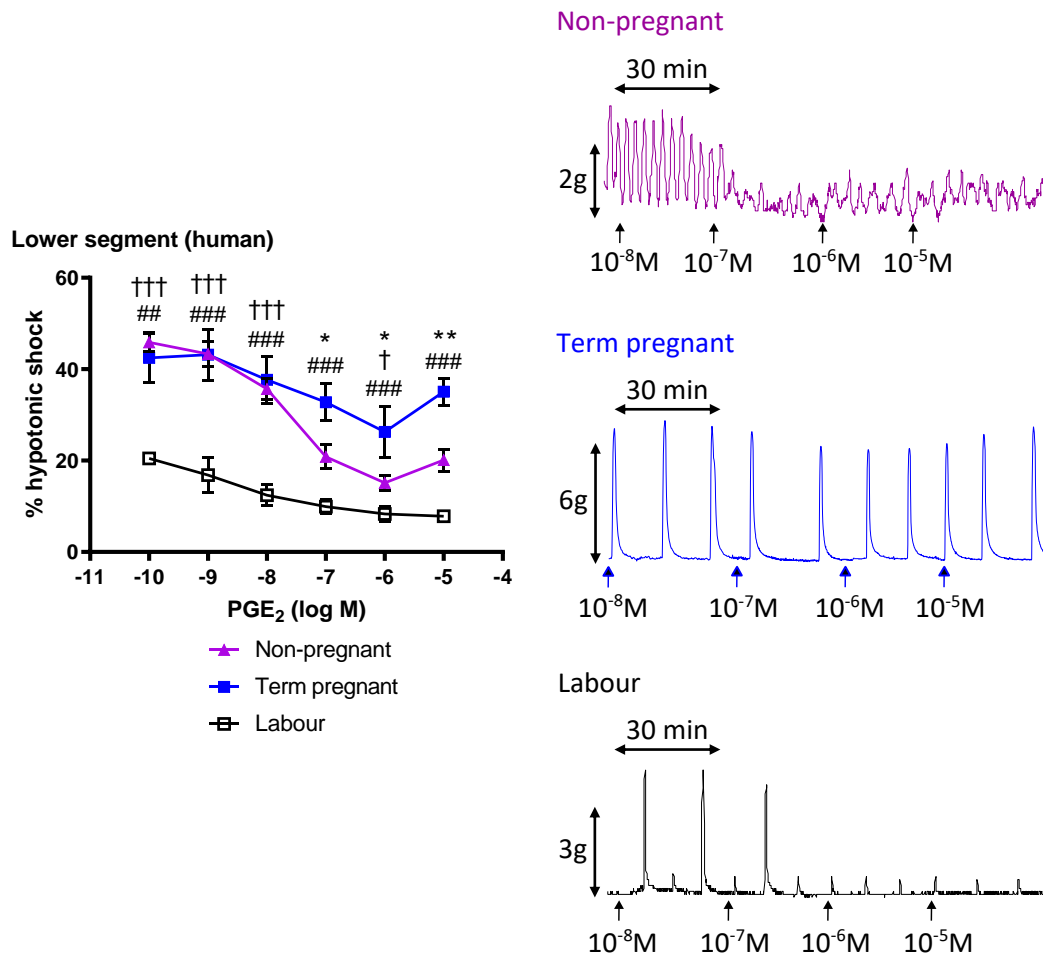 Lower segment (human)
% hypotonic shock
60
40
20
0
†††
##
†††
###
†††
###
*
###
*
†
###
**
###
-11 -10 -9 -8 -7 -6 -5 -4
PGE₂ (log M)
Non-pregnant
Term pregnant
Labour
Non-pregnant
30 min
2g
10⁻⁸M 10⁻⁷M 10⁻⁶M 10⁻⁵M
Term pregnant
30 min
6g
10⁻⁸M 10⁻⁷M 10⁻⁶M 10⁻⁵M
Labour
30 min
3g
10⁻⁸M 10⁻⁷M 10⁻⁶M 10⁻⁵M